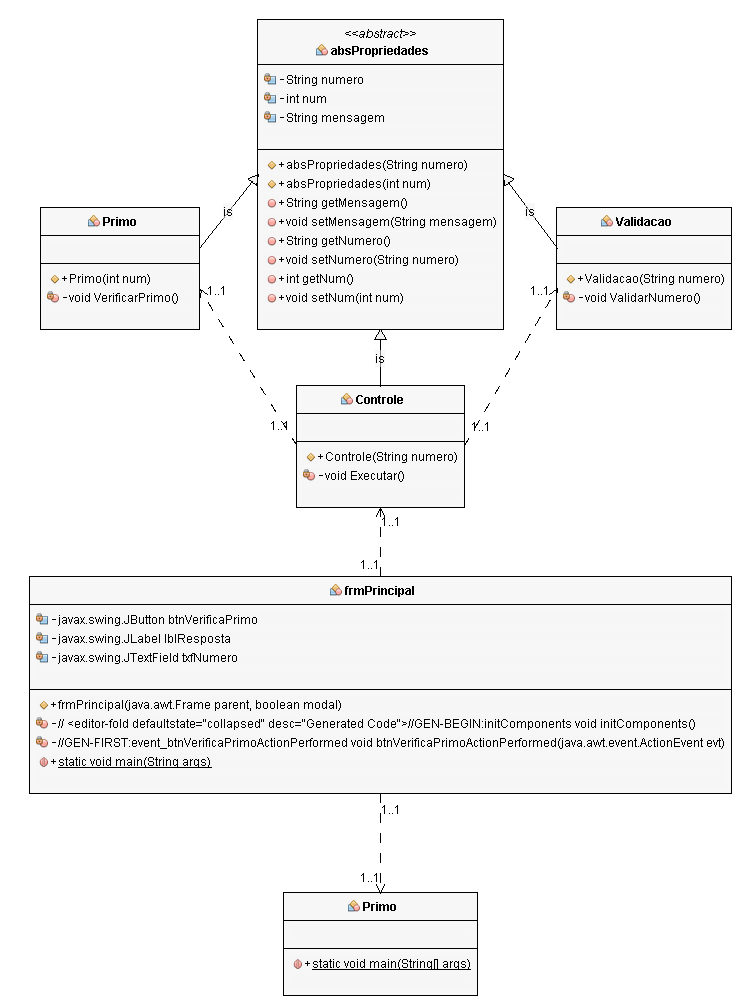 <<abstract>>
absPropriedades
-String numero
-int num
-String mensagem
+absPropriedades(String numero)
+absPropriedades(int num)
+String getMensagem()
+void setMensagem(String mensagem)
+String getNumero()
+void setNumero(String numero)
+int getNum()
+void setNum(int num)
is
is
Primo
+Primo(int num)
-void VerificarPrimo()
Validacao
+Validacao(String numero)
-void ValidarNumero()
1..1
1..1
is
Controle
+Controle(String numero)
-void Executar()
1..1
1..1
1..1
1..1
frmPrincipal
-javax.swing.JButton btnVerificaPrimo
-javax.swing.JLabel lblResposta
-javax.swing.JTextField txfNumero
+frmPrincipal(java.awt.Frame parent, boolean modal)
-// <editor-fold defaultstate="collapsed" desc="Generated Code">//GEN-BEGIN:initComponents void initComponents()
-//GEN-FIRST:event_btnVerificaPrimoActionPerformed void btnVerificaPrimoActionPerformed(java.awt.event.ActionEvent evt)
+static void main(String args)
1..1
1..1
Primo
+static void main(String[] args)